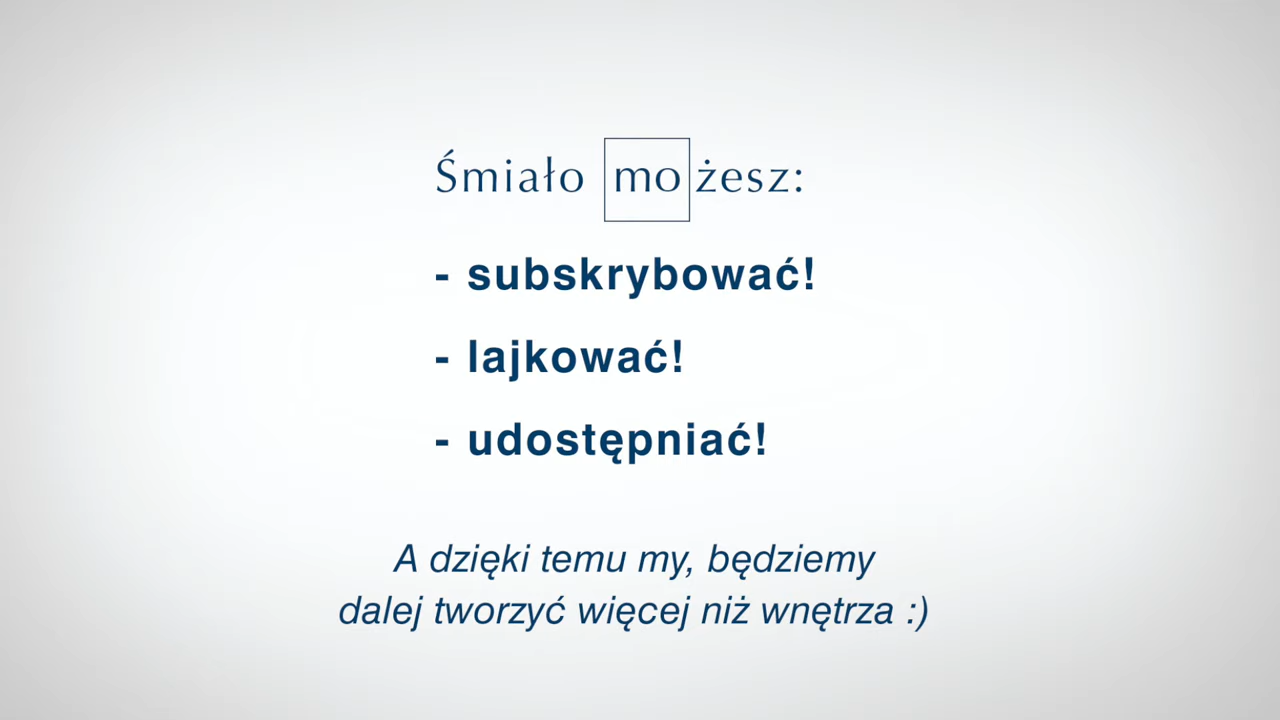 Śmiało możesz:
- subskrybować!
- lajkować!
- udostępniać!
A dzięki temu my, będziemy
dalej tworzyć więcej niż wnętrza :)